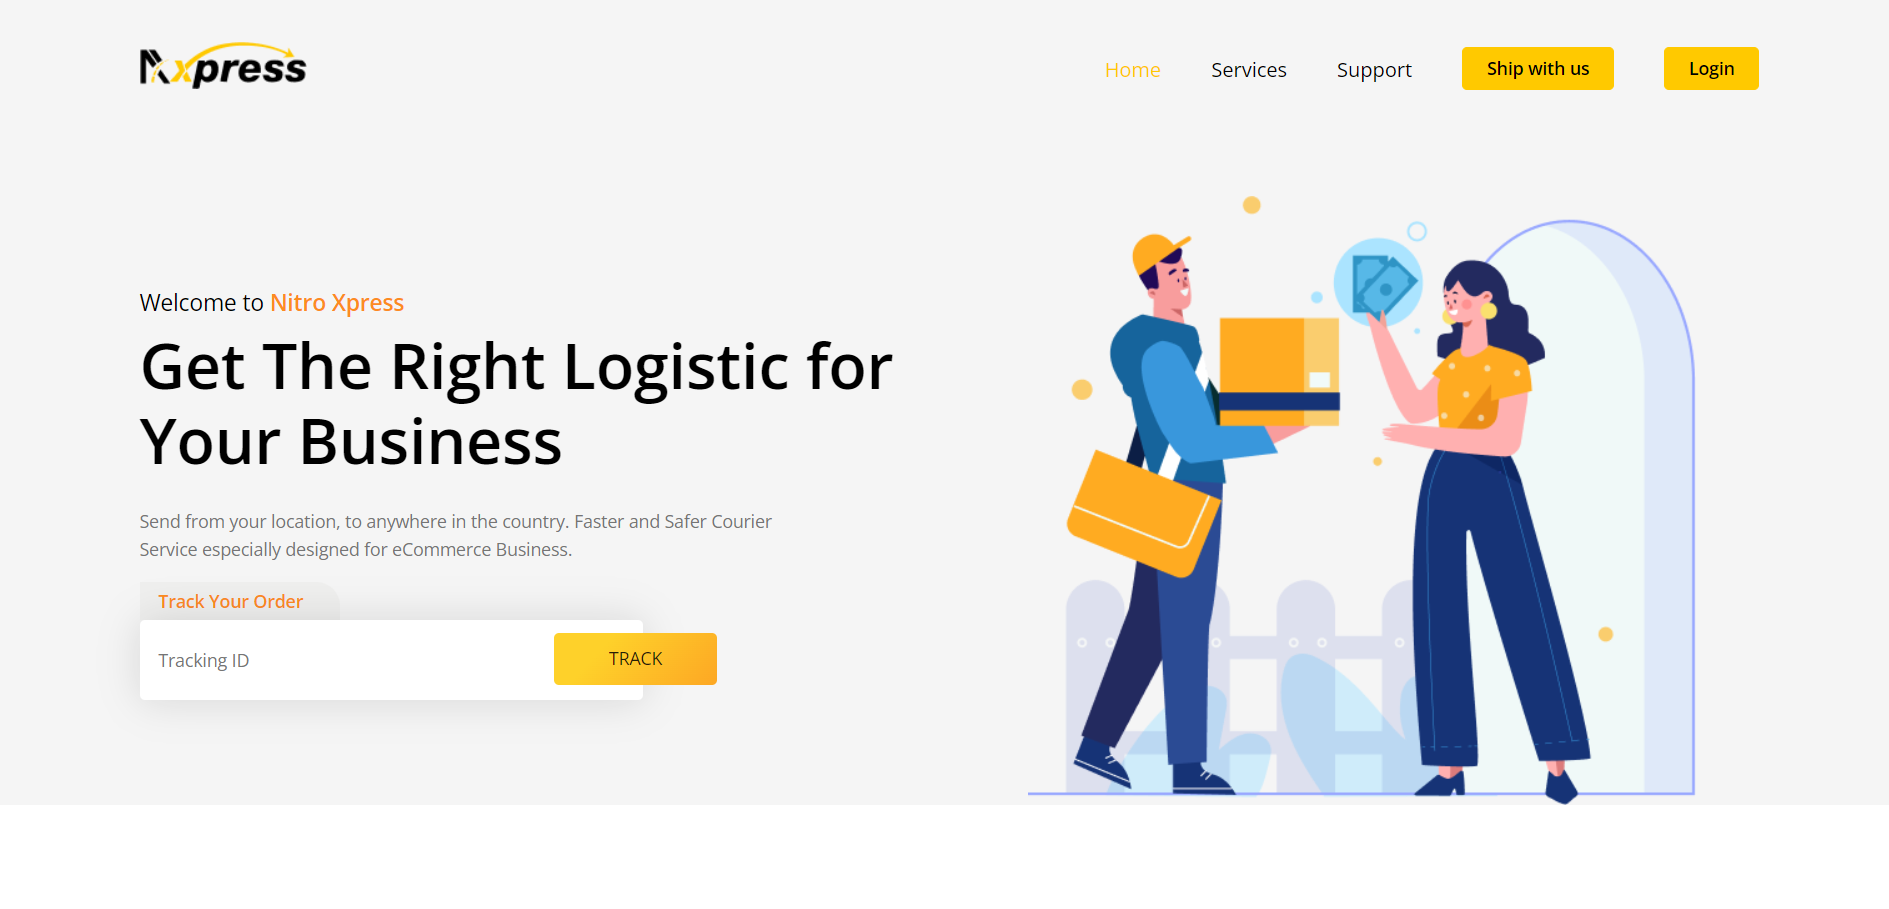 Nxpress
Home
Services
Support
Ship with us
Login
Welcome to Nitro Xpress
Get The Right Logistic for
Your Business
Send from your location, to anywhere in the country. Faster and Safer Courier
Service especially designed for eCommerce Business.
Track Your Order
Tracking ID
TRACK